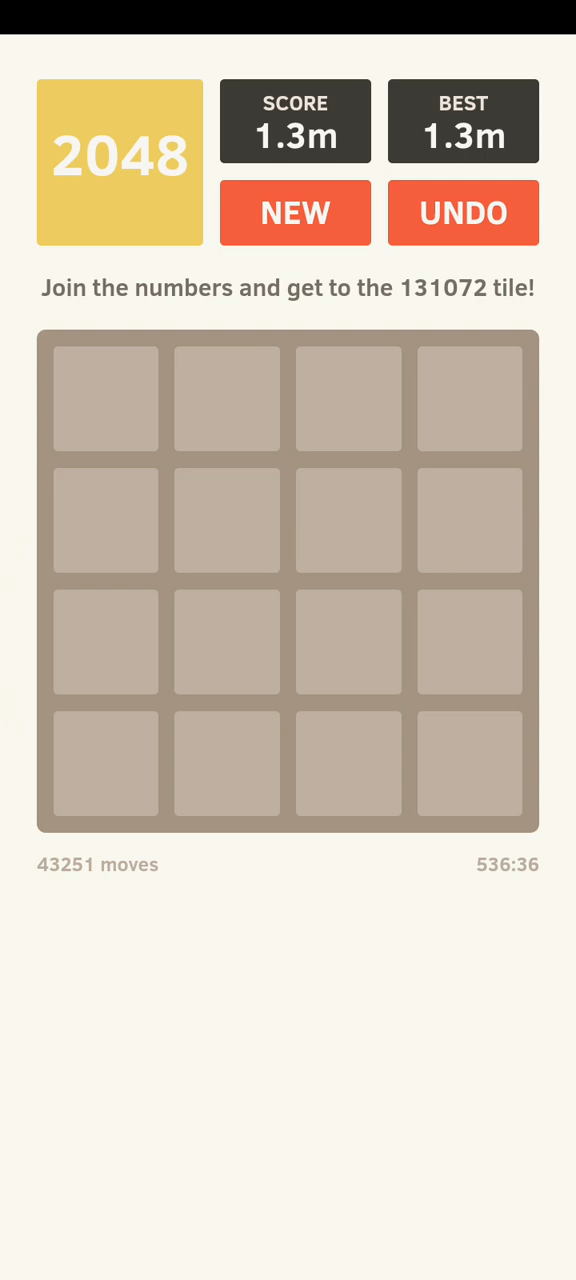 2048
SCORE
1.3m
BEST
1.3m
NEW
UNDO
Join the numbers and get to the 131072 tile!
43251 moves
536:36